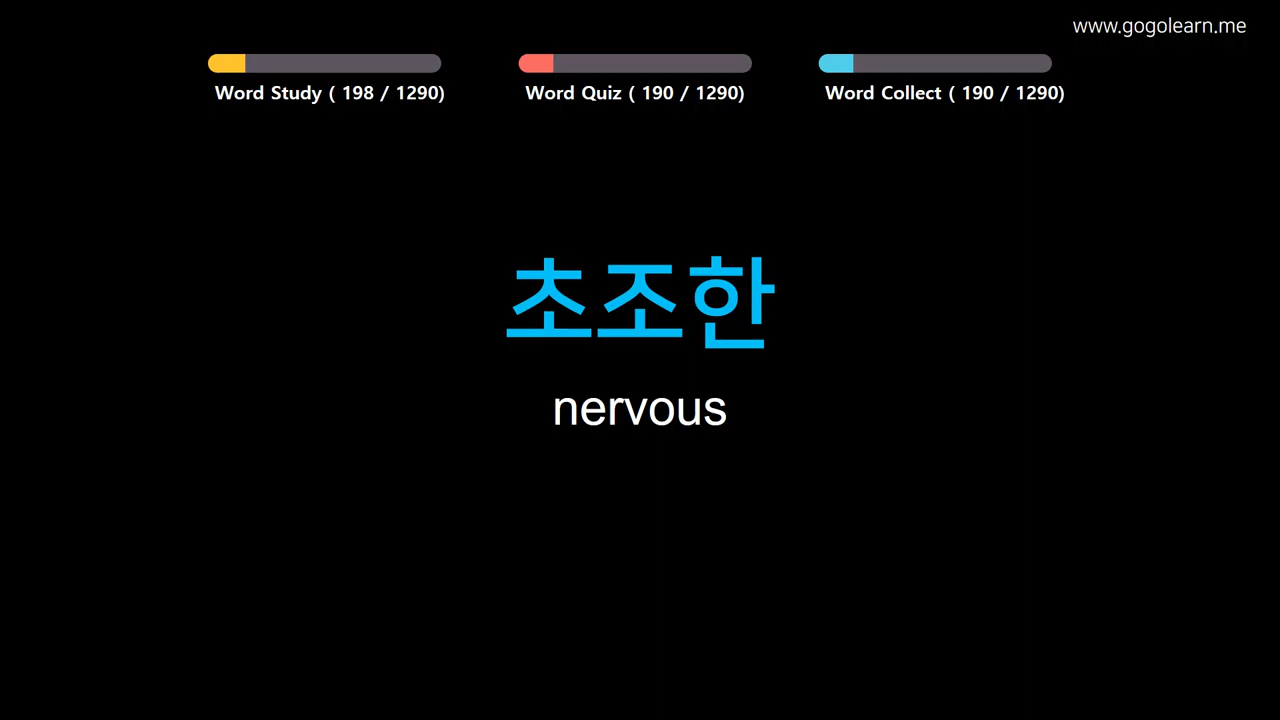 www.gogolearn.me
Word Study ( 198 / 1290)
Word Quiz ( 190 / 1290)
Word Collect ( 190 / 1290)
초조한
nervous